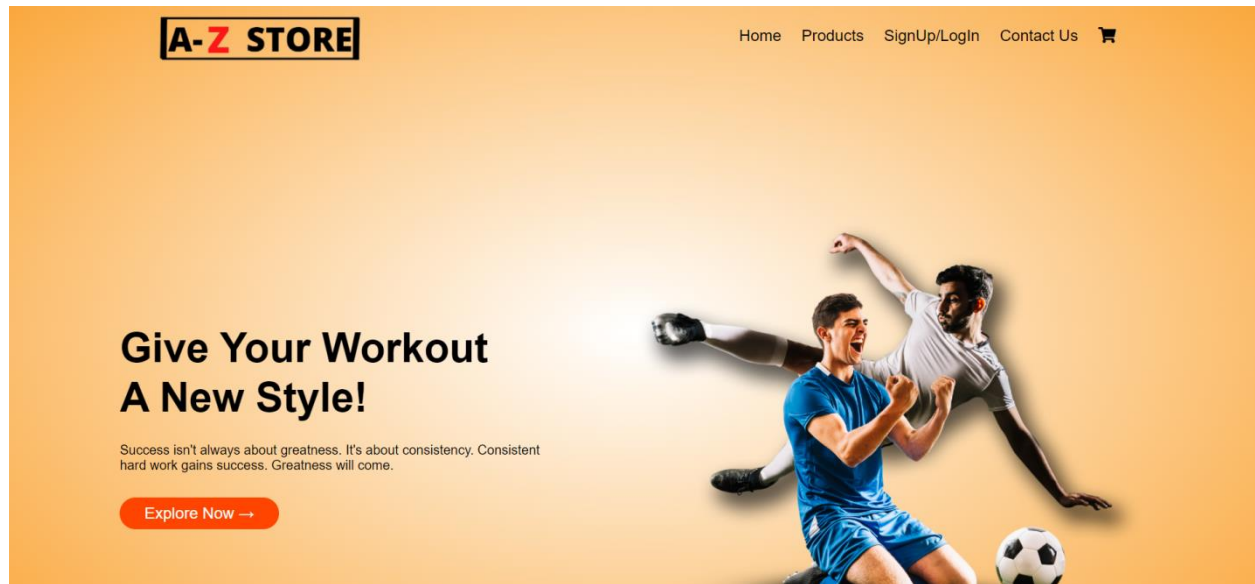 A-Z STORE
Home Products SignUp/LogIn Contact Us
Give Your Workout
A New Style!
Success isn't always about greatness. It's about consistency. Consistent
hard work gains success. Greatness will come.
Explore Now →